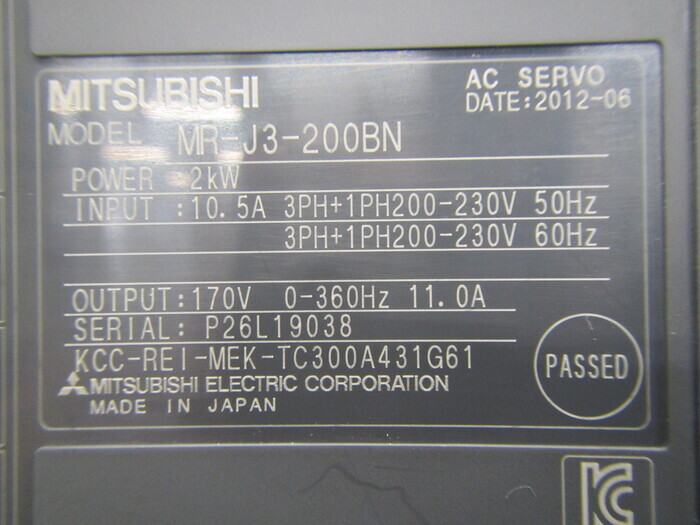 MITSUBISHI
AC SERVO
DATE:2012-06
MODEL MR-J3-200BN
POWER :2kW
INPUT :10.5A 3PH+1PH200-230V 50Hz
3PH+1PH200-230V 60Hz
OUTPUT:170V 0-360Hz 11.0A
SERIAL: P26L19038
KCC-REI-MEK-TC300A431G61
MITSUBISHI ELECTRIC CORPORATION
MADE IN JAPAN
PASSED